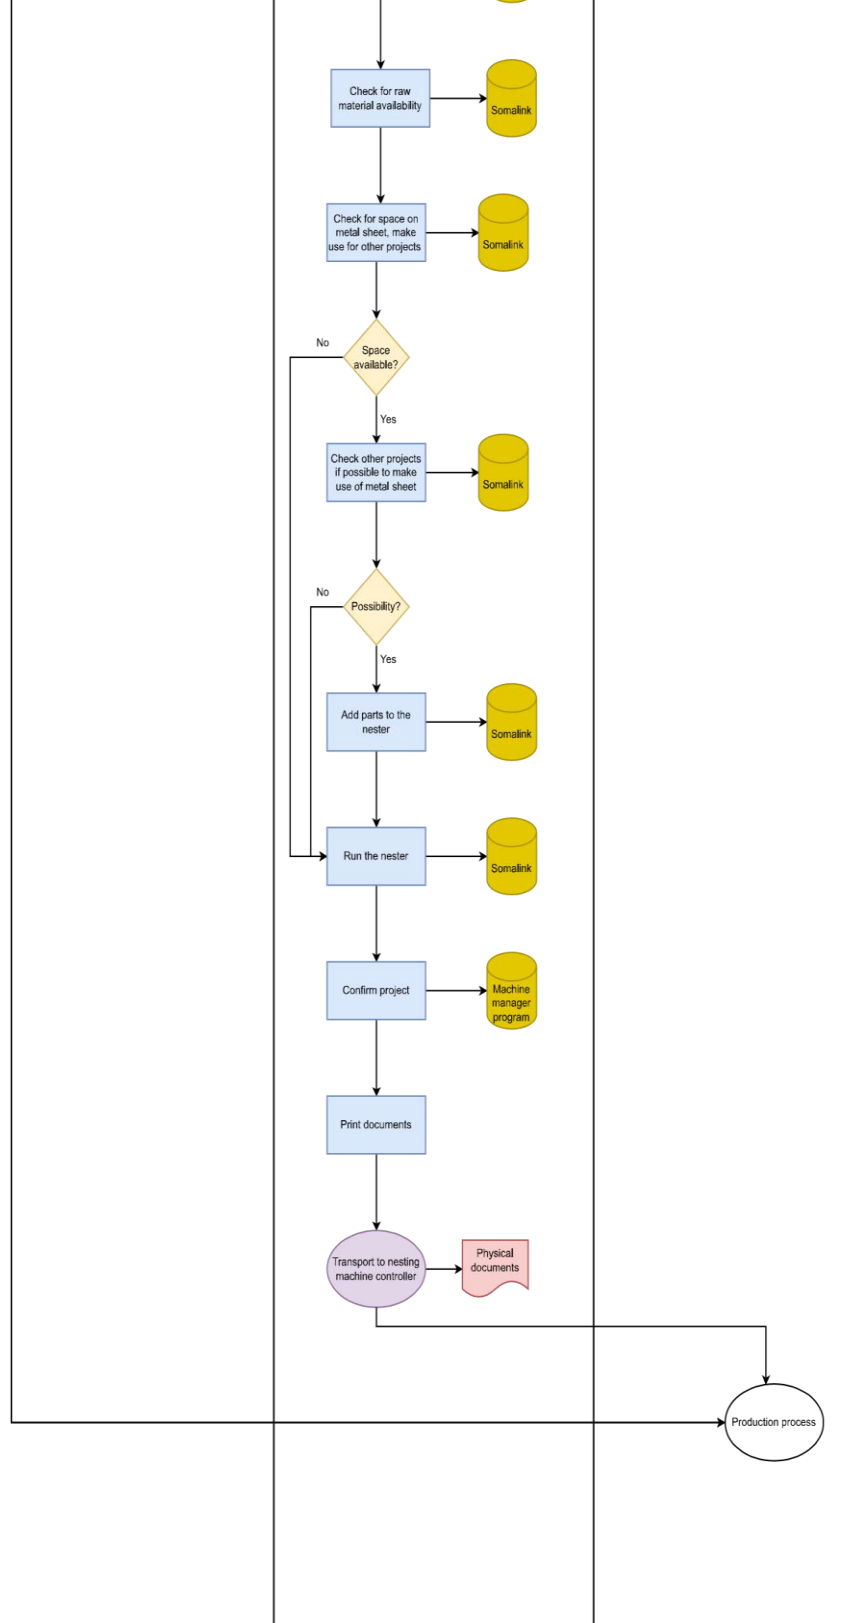 Check for raw
material availability
Somalink
Check for space on
metal sheet, make
use for other projects
Somalink
No
Space
available?
Yes
Check other projects
if possible to make
use of metal sheet
Somalink
No
Possibility?
Yes
Add parts to the
nester
Somalink
Run the nester
Somalink
Confirm project
Machine
manager
program
Print documents
Transport to nesting
machine controller
Physical
documents
Production process